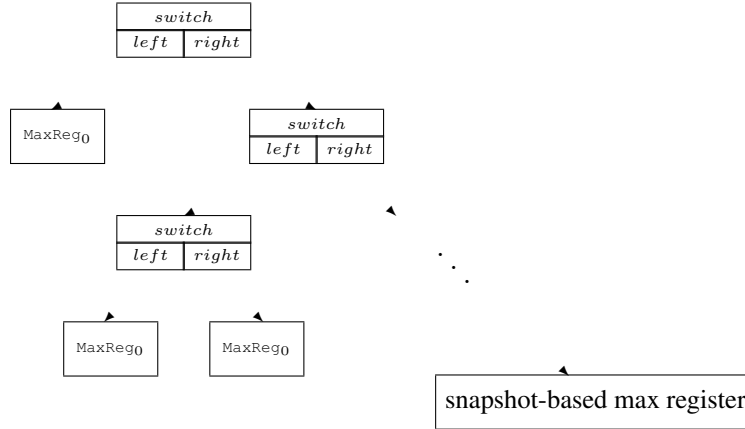 switch
left right
MaxReg0
switch
left right
switch
left right
MaxReg0 MaxReg0
snapshot-based max register